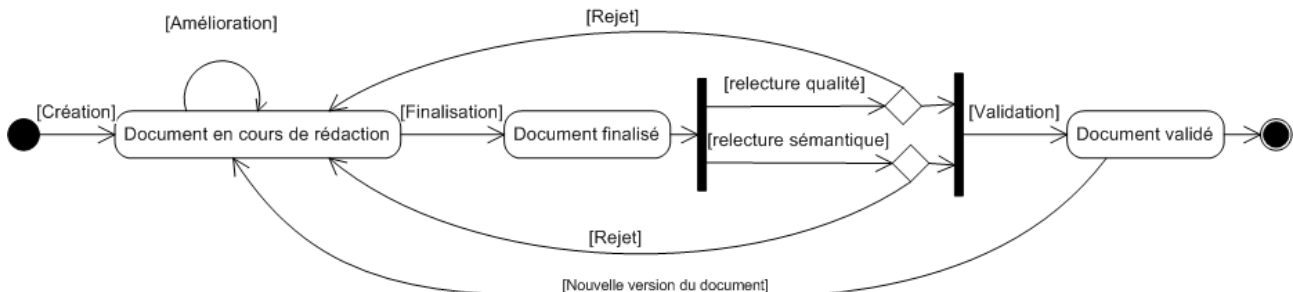 [Amélioration]
[Rejet]
[Création]
Document en cours de rédaction
[Finalisation]
Document finalisé
[relecture qualité]
[relecture sémantique]
[Validation]
Document validé
[Rejet]
[Nouvelle version du document]